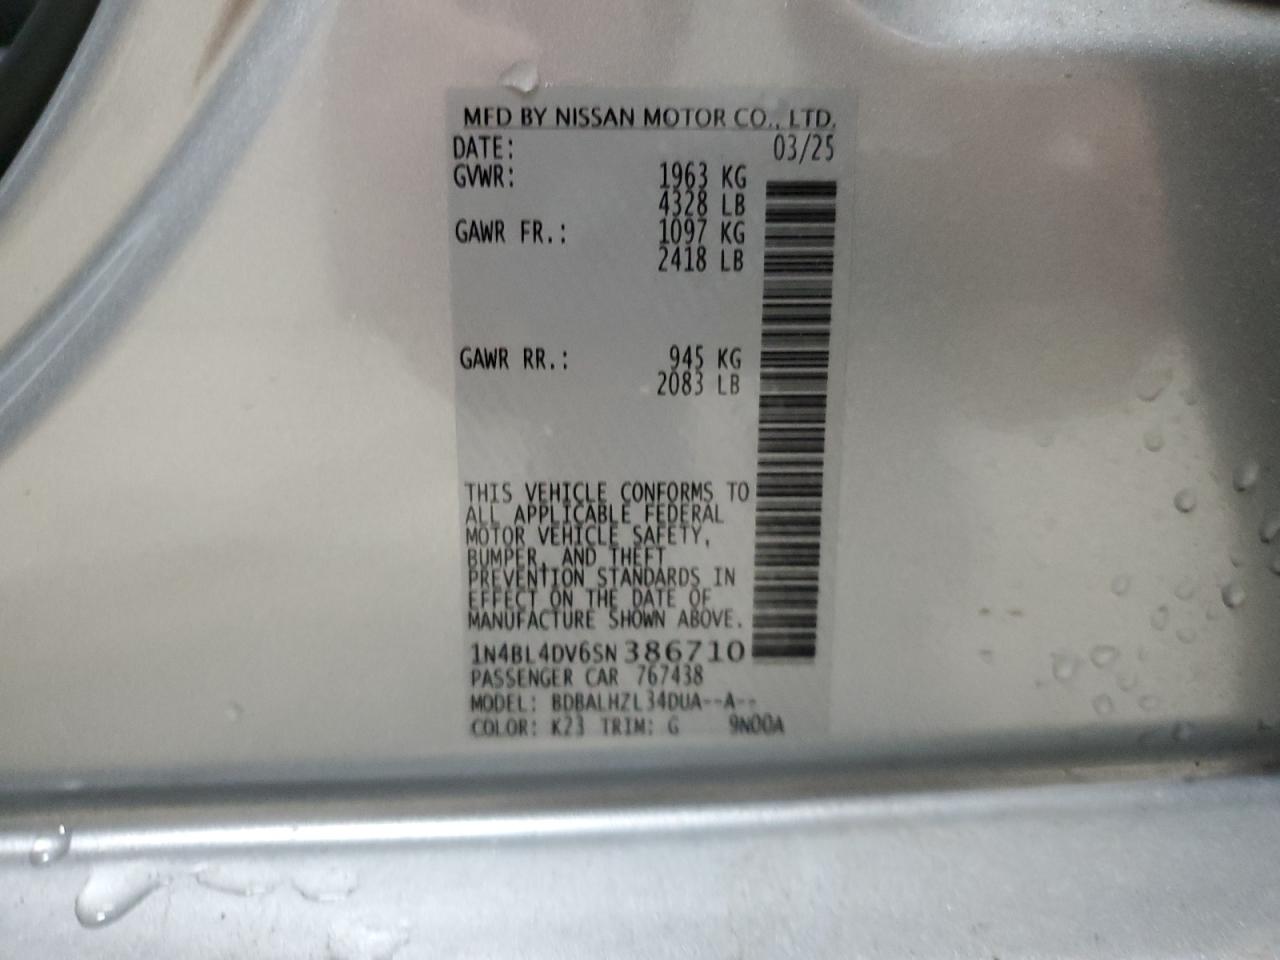 MFD BY NISSAN MOTOR CO., LTD.
DATE: 03/25
GVWR: 1963 KG
4328 LB
GAWR FR.: 1097 KG
2418 LB
GAWR RR.: 945 KG
2083 LB
THIS VEHICLE CONFORMS TO
ALL APPLICABLE FEDERAL
MOTOR VEHICLE SAFETY,
BUMPER, AND THEFT
PREVENTION STANDARDS IN
EFFECT ON THE DATE OF
MANUFACTURE SHOWN ABOVE.
1N4BL4DV6SN386710
PASSENGER CAR 767438
MODEL: BDBALHZL34DUA--A--
COLOR: K23 TRIM: G 9N00A